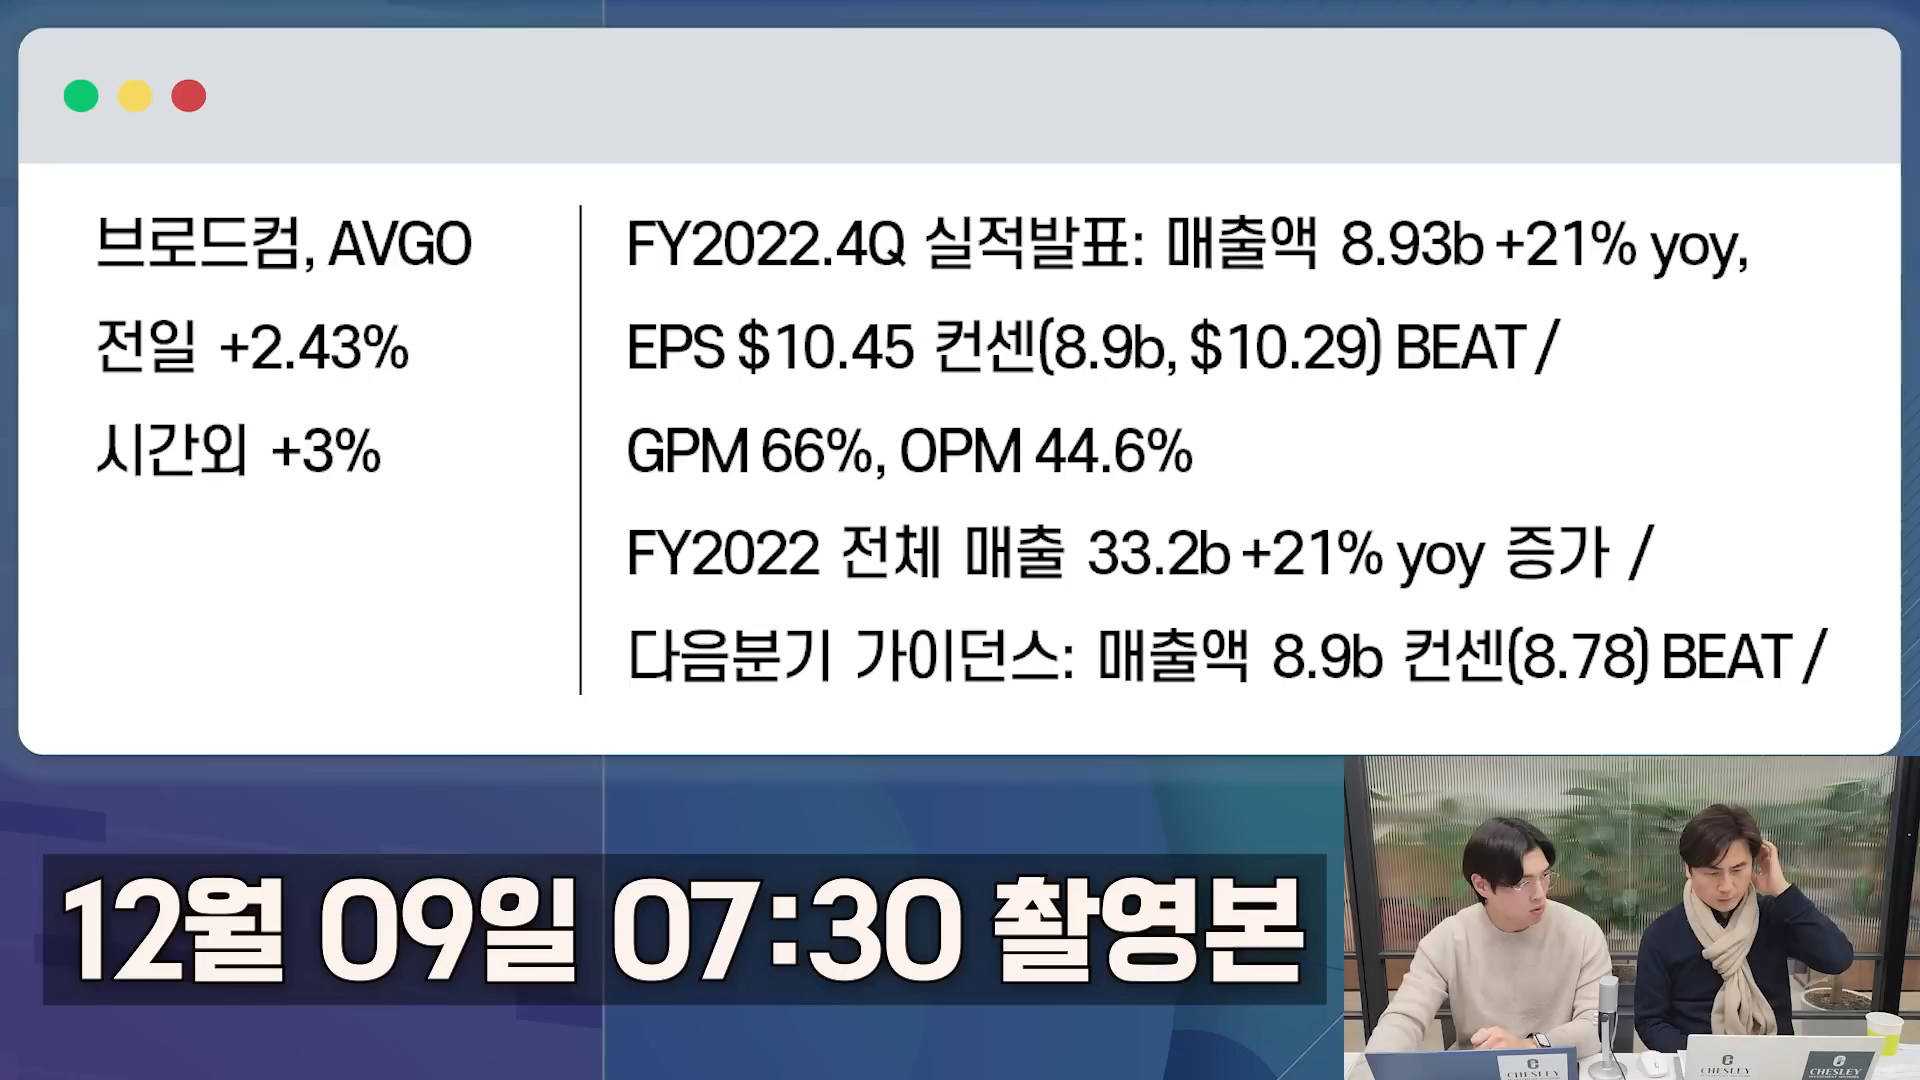 브로드컴, AVGO
전일 +2.43%
시간외 +3%
FY2022.4Q 실적발표: 매출액 8.93b +21% yoy,
EPS $10.45 컨센(8.9b, $10.29) BEAT /
GPM 66%, OPM 44.6%
FY2022 전체 매출 33.2b +21% yoy 증가 /
다음분기 가이던스: 매출액 8.9b 컨센(8.78) BEAT /
12월 09일 07:30 촬영본
CHESLEY
CHESLEY
CHESLEY